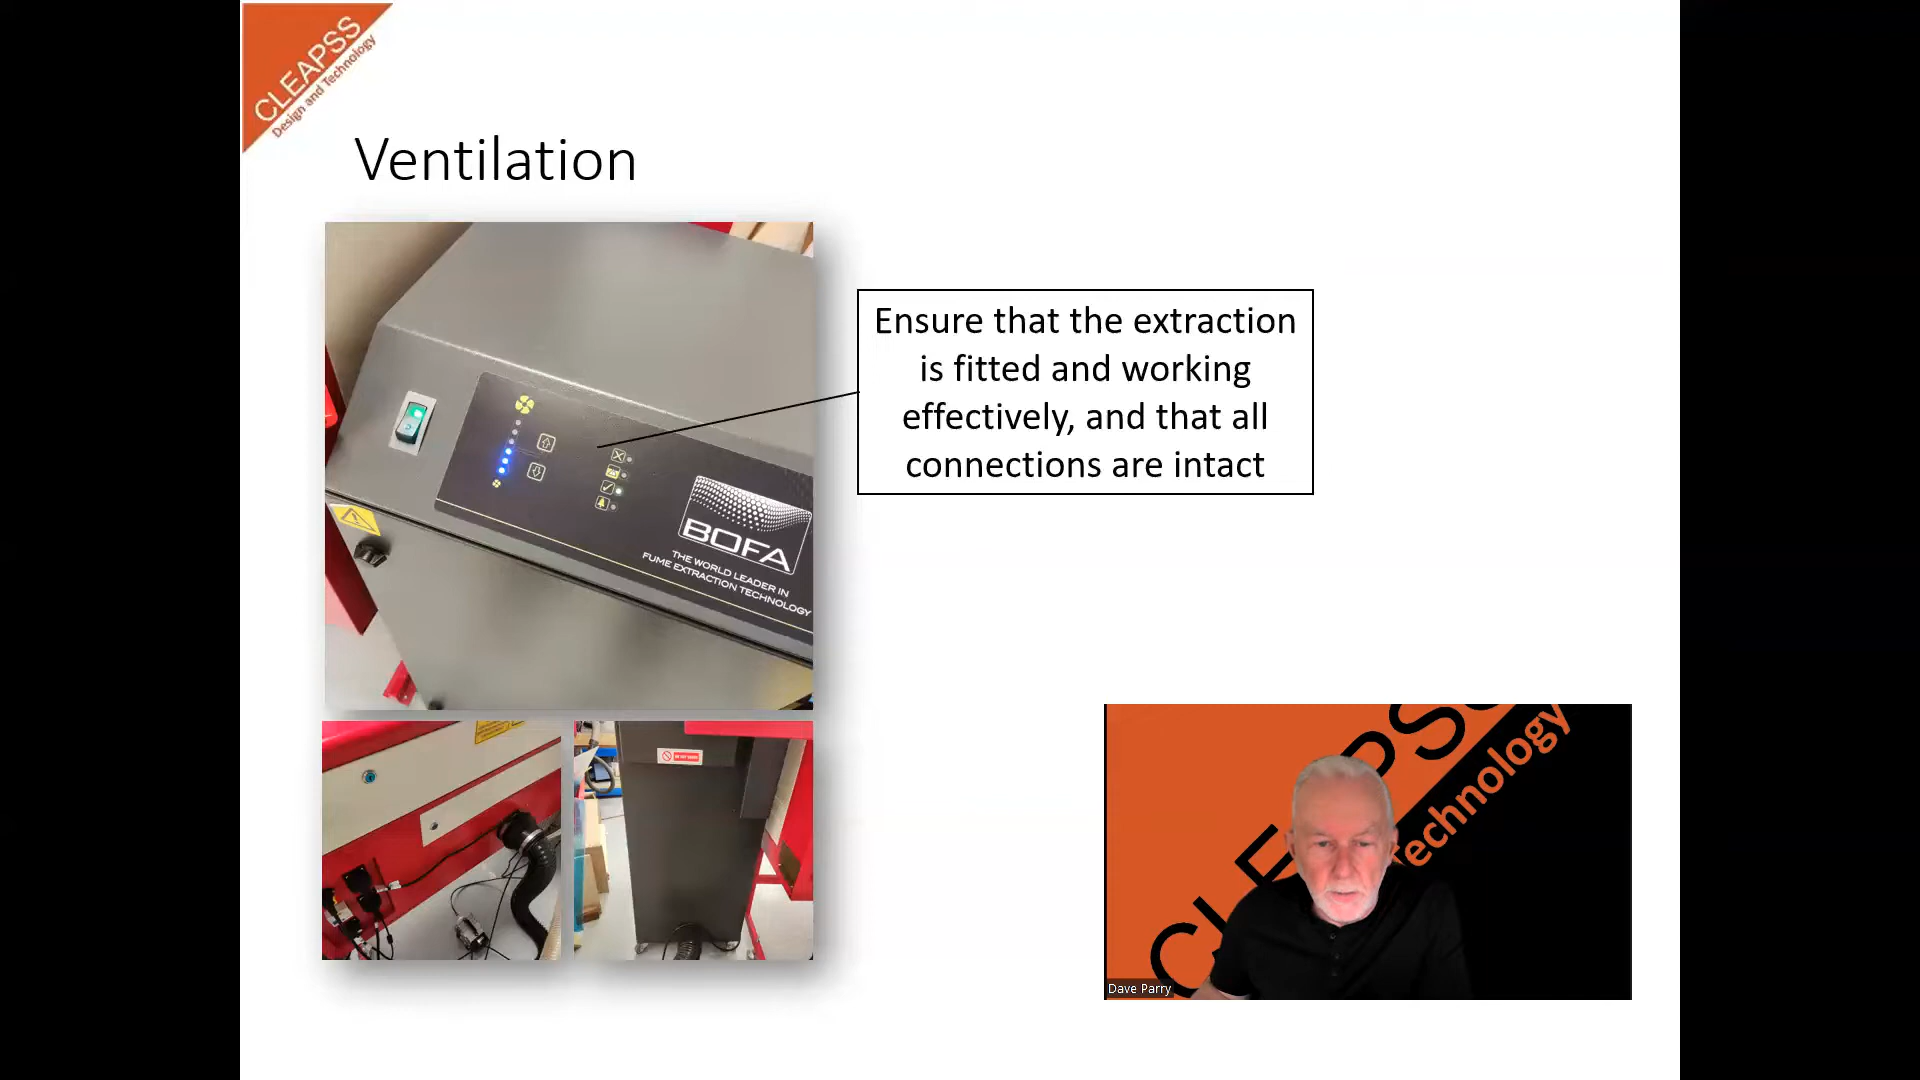 CLEAPSS
Design and Technology
Ventilation
Ensure that the extraction
is fitted and working
effectively, and that all
connections are intact
BOFA
THE WORLD LEADER IN
FUME EXTRACTION TECHNOLOGY
Technology
Dave Parry